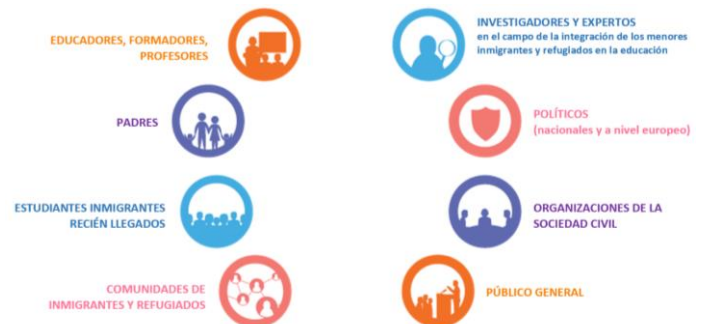 EDUCADORES, FORMADORES,
PROFESORES
PADRES
ESTUDIANTES INMIGRANTES
RECIÉN LLEGADOS
COMUNIDADES DE
INMIGRANTES Y REFUGIADOS
INVESTIGADORES Y EXPERTOS
en el campo de la integración de los menores
inmigrantes y refugiados en la educación
POLÍTICOS
(nacionales y a nivel europeo)
ORGANIZACIONES DE LA
SOCIEDAD CIVIL
PÚBLICO GENERAL